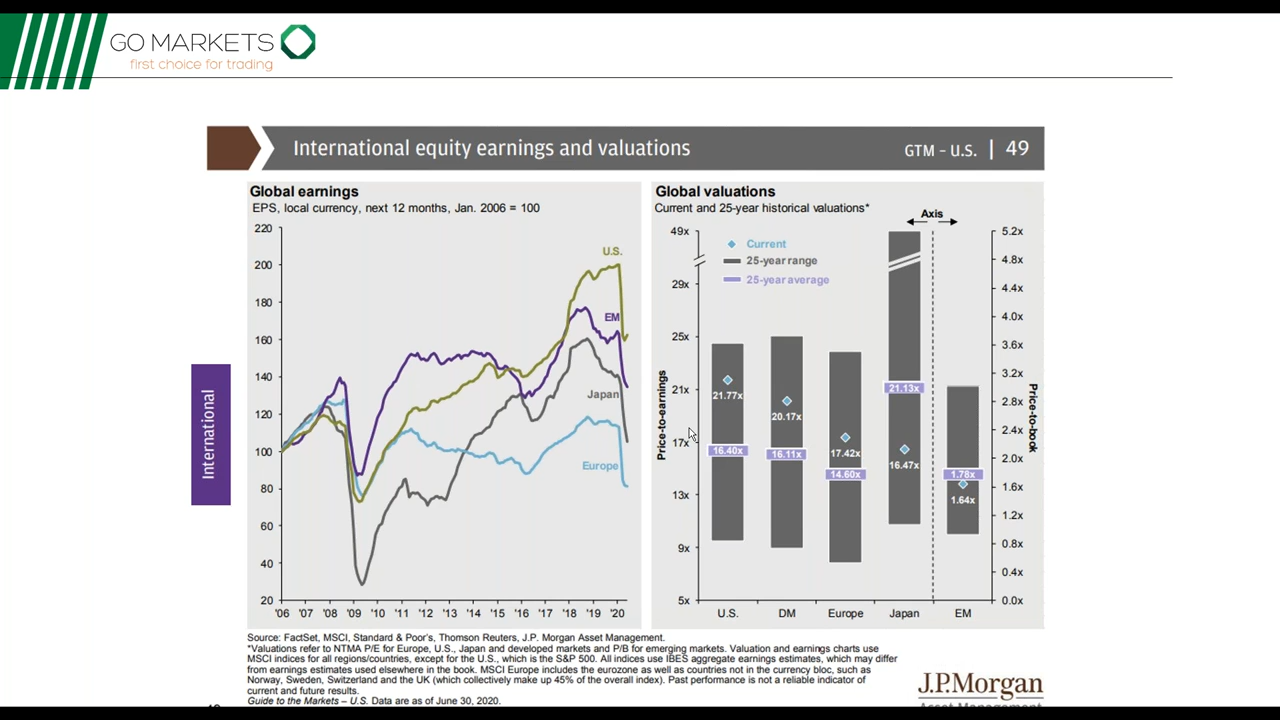 GO MARKETS
first choice for trading
International equity earnings and valuations
GTM – U.S. | 49
International
Global earnings
EPS, local currency, next 12 months, Jan. 2006 = 100
220
200
180
160
140
120
100
80
60
40
20
U.S.
EM
Japan
Europe
'06 '07 '08 '09 '10 '11 '12 '13 '14 '15 '16 '17 '18 '19 '20
Global valuations
Current and 25-year historical valuations*
Axis
Current
25-year range
25-year average
Price-to-earnings
49x
29x
25x
21x
17x
13x
9x
5x
21.77x
16.40x
20.17x
16.11x
17.42x
14.60x
21.13x
16.47x
1.78x
1.64x
5.2x
4.8x
4.4x
4.0x
3.6x
3.2x
2.8x
2.4x
2.0x
1.6x
1.2x
0.8x
0.4x
0.0x
Price-to-book
U.S. DM Europe Japan EM
Source: FactSet, MSCI, Standard & Poor's, Thomson Reuters, J.P. Morgan Asset Management.
*Valuations refer to NTMA P/E for Europe, U.S., Japan and developed markets and P/B for emerging markets. Valuation and earnings charts use
MSCI indices for all regions/countries, except for the U.S., which is the S&P 500. All indices use IBES aggregate earnings estimates, which may differ
from earnings estimates used elsewhere in the book. MSCI Europe includes the eurozone as well as countries not in the currency bloc, such as
Norway, Sweden, Switzerland and the UK (which collectively make up 45% of the overall index). Past performance is not a reliable indicator of
current and future results.
Guide to the Markets – U.S. Data are as of June 30, 2020.
J.P.Morgan
Asset Management